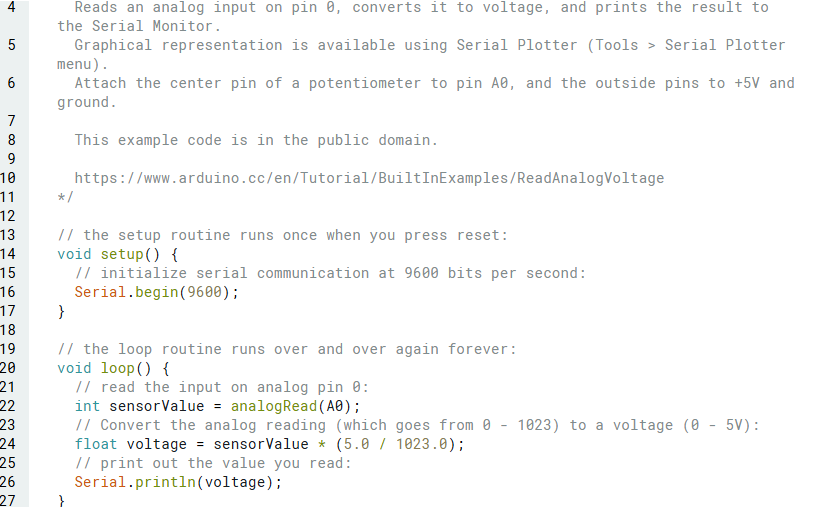 4 Reads an analog input on pin 0, converts it to voltage, and prints the result to
the Serial Monitor.
5 Graphical representation is available using Serial Plotter (Tools > Serial Plotter
menu).
6 Attach the center pin of a potentiometer to pin A0, and the outside pins to +5V and
ground.
7
8 This example code is in the public domain.
9
10 https://www.arduino.cc/en/Tutorial/BuiltInExamples/ReadAnalogVoltage
11 */
12
13 // the setup routine runs once when you press reset:
14 void setup() {
15 // initialize serial communication at 9600 bits per second:
16 Serial.begin(9600);
17 }
18
19 // the loop routine runs over and over again forever:
20 void loop() {
21 // read the input on analog pin 0:
22 int sensorValue = analogRead(A0);
23 // Convert the analog reading (which goes from 0 - 1023) to a voltage (0 - 5V):
24 float voltage = sensorValue * (5.0 / 1023.0);
25 // print out the value you read:
26 Serial.println(voltage);
27 }